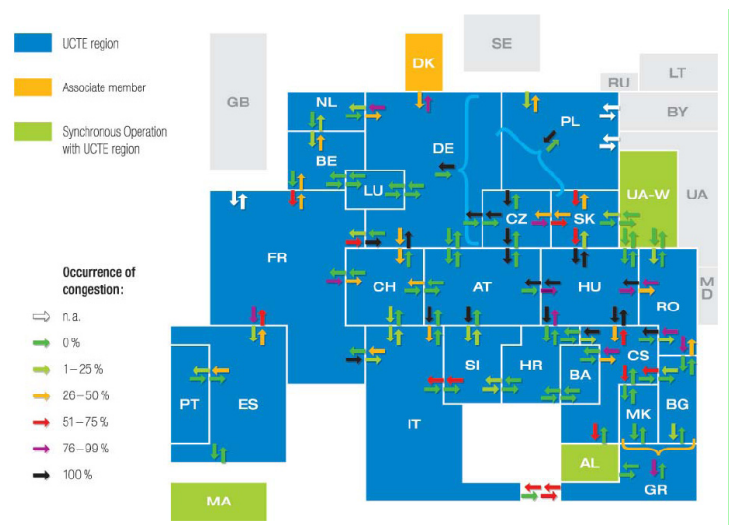 UCTE region
Associate member
Synchronous Operation
with UCTE region
SE
DK
LT
RU
GB
NL
PL
BY
DE
BE
LU
UA-W
UA
CZ
SK
FR
Occurrence of
congestion:
n. a.
0 %
1–25 %
26–50 %
51–75 %
76–99 %
100 %
CH
AT
HU
RO
M
D
SI
HR
BA
CS
PT
ES
IT
MK
BG
AL
GR
MA